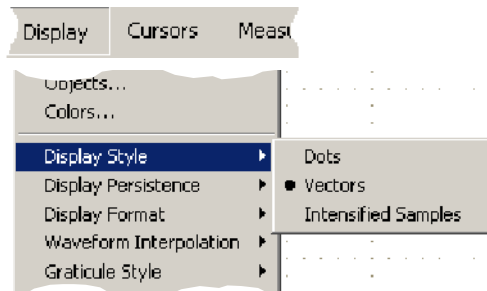 Display Cursors
Objects...
Colors...
Display Style
Display Persistence
Display Format
Waveform Interpolation
Graticule Style
Dots
Vectors
Intensified Samples